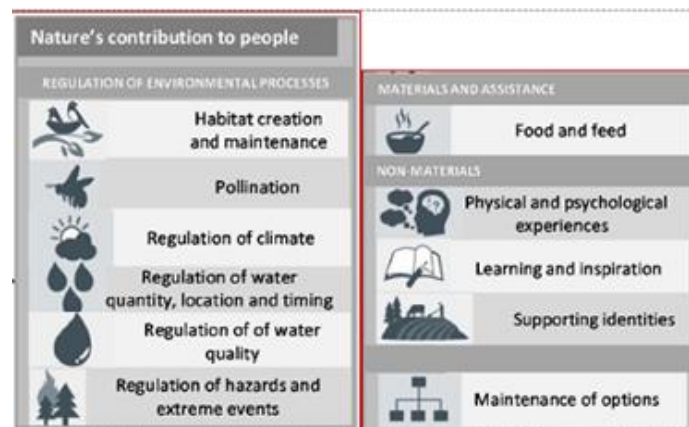 Nature's contribution to people
REGULATION OF ENVIRONMENTAL PROCESSES
Habitat creation
and maintenance
Pollination
Regulation of climate
Regulation of water
quantity, location and timing
Regulation of of water
quality
Regulation of hazards and
extreme events
MATERIALS AND ASSISTANCE
Food and feed
NON-MATERIALS
Physical and psychological
experiences
Learning and inspiration
Supporting identities
Maintenance of options